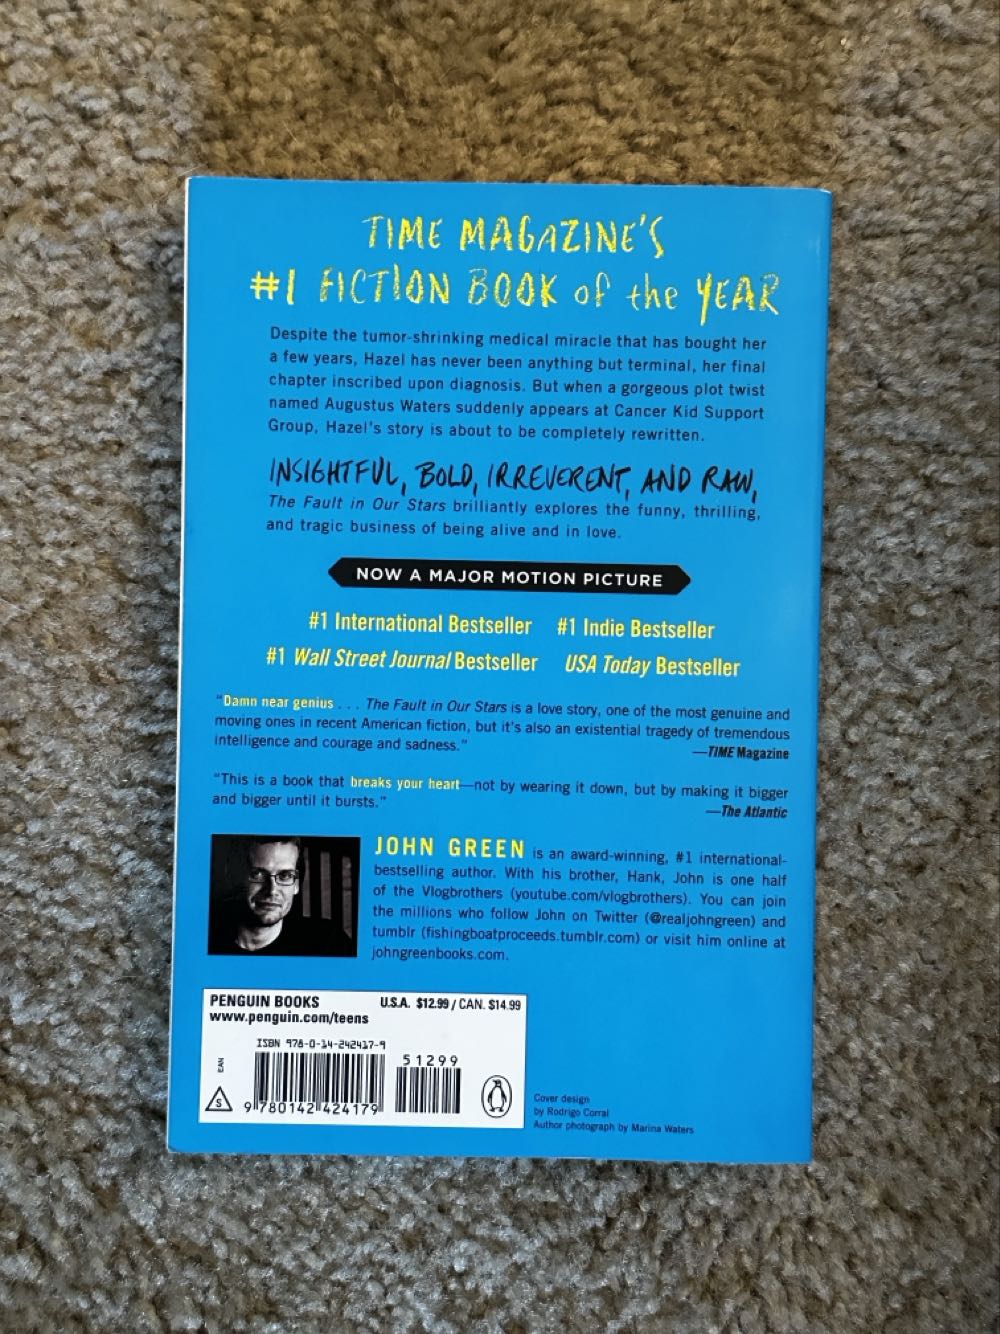 TIME MAGAZINE'S
#1 FICTION BOOK of the YEAR
Despite the tumor-shrinking medical miracle that has bought her
a few years, Hazel has never been anything but terminal, her final
chapter inscribed upon diagnosis. But when a gorgeous plot twist
named Augustus Waters suddenly appears at Cancer Kid Support
Group, Hazel's story is about to be completely rewritten.
INSIGHTFUL, BOLD, IRREVERENT, AND RAW,
The Fault in Our Stars brilliantly explores the funny, thrilling,
and tragic business of being alive and in love.
NOW A MAJOR MOTION PICTURE
#1 International Bestseller #1 Indie Bestseller
#1 Wall Street Journal Bestseller USA Today Bestseller
"Damn near genius . . . The Fault in Our Stars is a love story, one of the most genuine and
moving ones in recent American fiction, but it's also an existential tragedy of tremendous
intelligence and courage and sadness."
—TIME Magazine
"This is a book that breaks your heart—not by wearing it down, but by making it bigger
and bigger until it bursts."
—The Atlantic
JOHN GREEN is an award-winning, #1 international-
bestselling author. With his brother, Hank, John is one half
of the Vlogbrothers (youtube.com/vlogbrothers). You can join
the millions who follow John on Twitter (@realjohngreen) and
tumblr (fishingboatproceeds.tumblr.com) or visit him online at
johngreenbooks.com.
PENGUIN BOOKS U.S.A. $12.99 / CAN. $14.99
www.penguin.com/teens
ISBN 978-0-14-242417-9
51299
EAN
S
9 780142 424179
Cover design
by Rodrigo Corral
Author photograph by Marina Waters